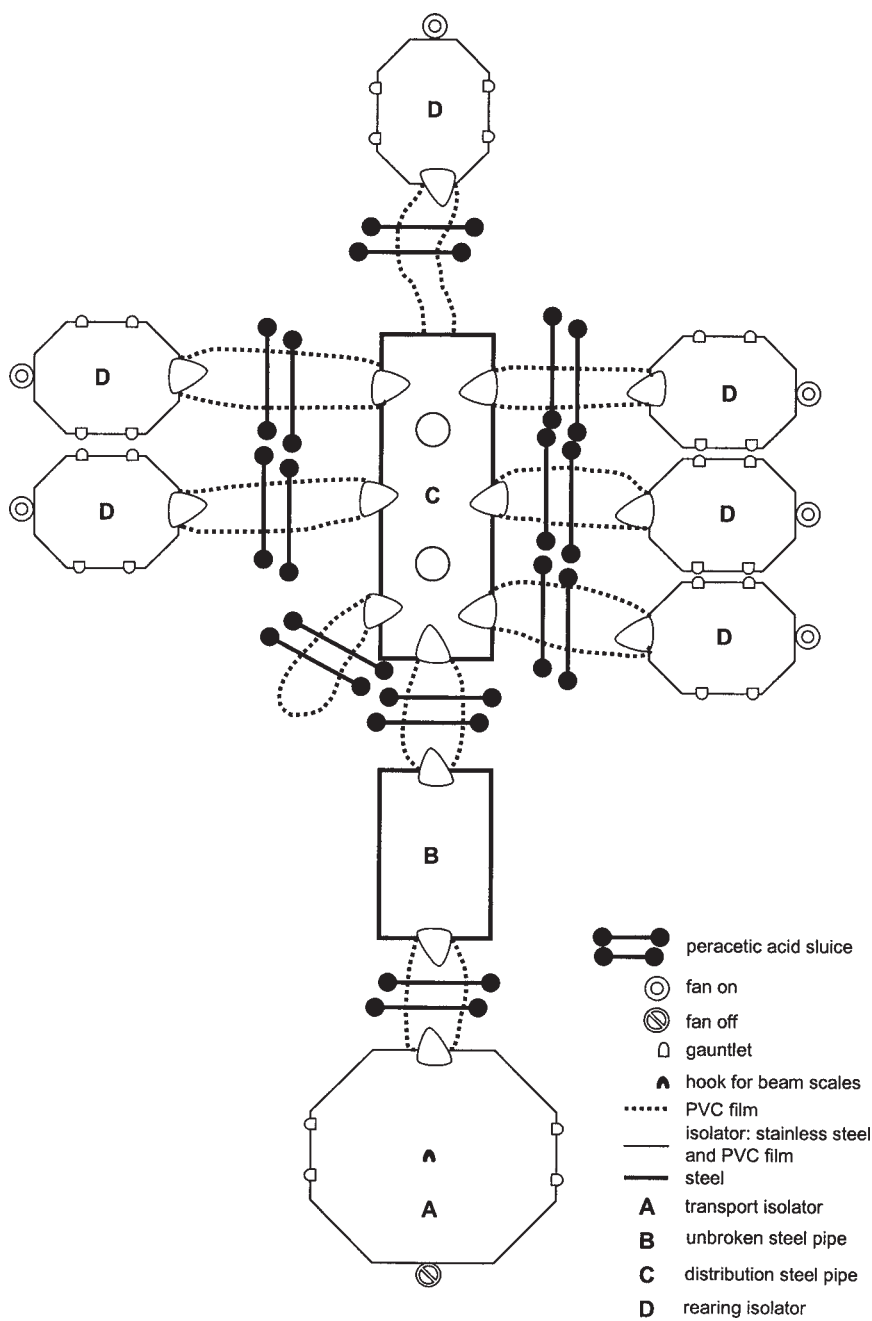 D
D
D
D
D
C
D
B
A
peracetic acid sluice
fan on
fan off
gauntlet
hook for beam scales
PVC film
isolator: stainless steel
and PVC film
steel
A transport isolator
B unbroken steel pipe
C distribution steel pipe
D rearing isolator